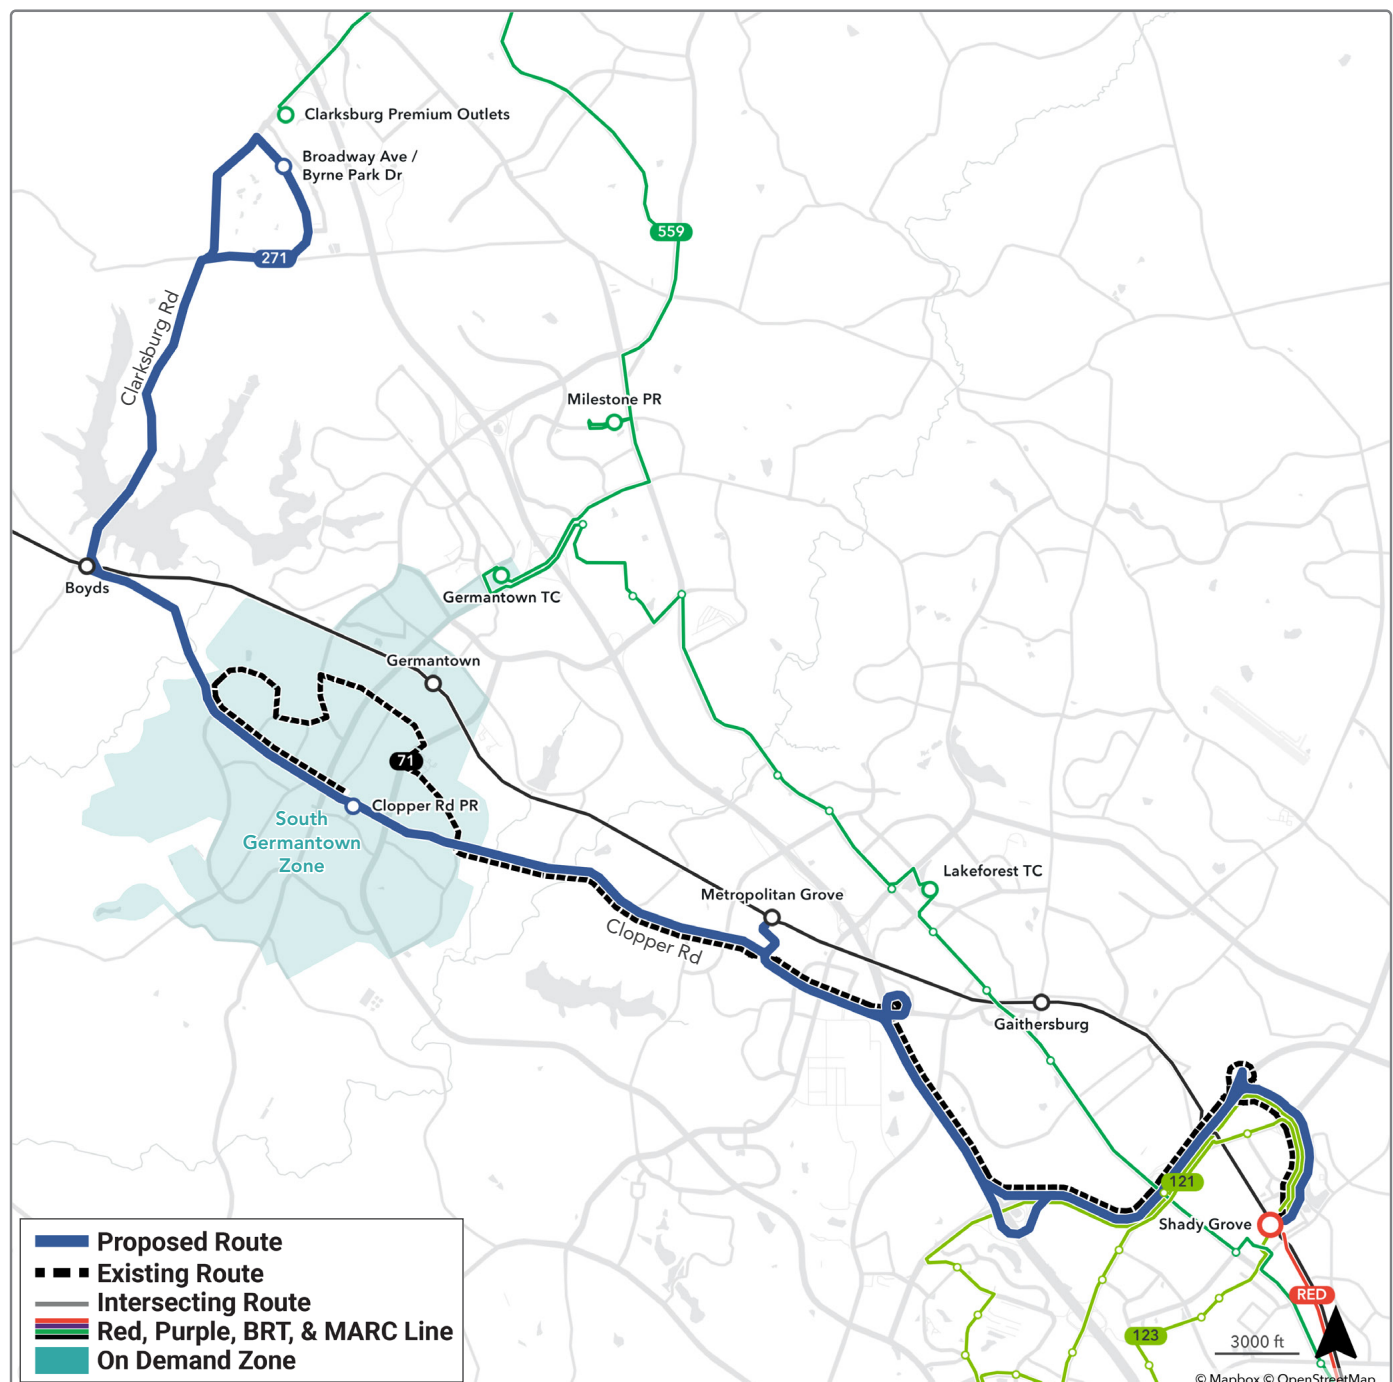 Clarksburg Premium Outlets
Broadway Ave /
Byrne Park Dr
559
271
Clarksburg Rd
Milestone PR
Boyds
Germantown TC
Germantown
71
Clopper Rd PR
South
Germantown
Zone
Lakeforest TC
Metropolitan Grove
Clopper Rd
Gaithersburg
121
Shady Grove
RED
123
3000 ft
Proposed Route
Existing Route
Intersecting Route
Red, Purple, BRT, & MARC Line
On Demand Zone
© Mapbox © OpenStreetMap